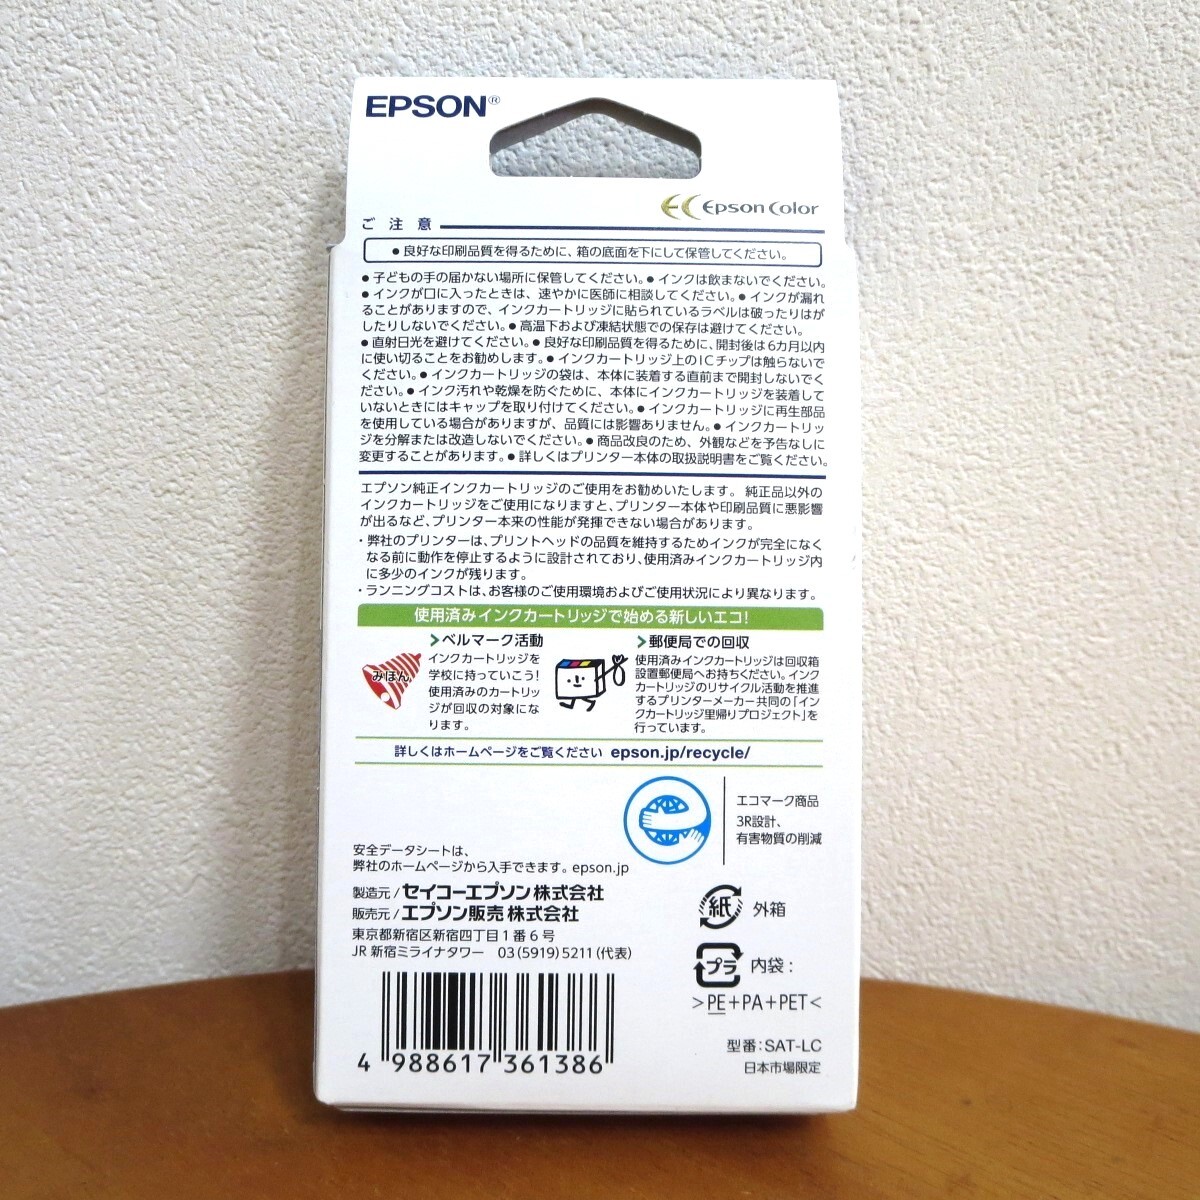 EPSON®
EC Epson Color
ご注意
●良好な印刷品質を得るために、箱の底面を下にして保管してください。
●子どもの手の届かない場所に保管してください。●インクは飲まないでください。
●インクが口に入ったときは、速やかに医師に相談してください。●インクが漏れ
ることがありますので、インクカートリッジに貼られているラベルは破ったりはが
したりしないでください。●高温下および凍結状態での保存は避けてください。
●直射日光を避けてください。●良好な印刷品質を得るために、開封後は6カ月以内
に使い切ることをお勧めします。●インクカートリッジ上のICチップは触らないで
ください。●インクカートリッジの袋は、本体に装着する直前まで開封しないでく
ださい。●インク汚れや乾燥を防ぐために、本体にインクカートリッジを装着して
いないときにはキャップを取り付けてください。●インクカートリッジに再生部品
を使用している場合がありますが、品質には影響ありません。●インクカートリッ
ジを分解または改造しないでください。●商品改良のため、外観などを予告なしに
変更することがあります。●詳しくはプリンター本体の取扱説明書をご覧ください。
エプソン純正インクカートリッジのご使用をお勧めいたします。純正品以外の
インクカートリッジをご使用になりますと、プリンター本体や印刷品質に悪影響
が出るなど、プリンター本来の性能が発揮できない場合があります。
・弊社のプリンターは、プリントヘッドの品質を維持するためインクが完全になく
なる前に動作を停止するように設計されており、使用済みインクカートリッジ内
に多少のインクが残ります。
・ランニングコストは、お客様のご使用環境およびご使用状況により異なります。
使用済みインクカートリッジで始める新しいエコ!
ベルマーク活動
みほん
インクカートリッジを
学校に持っていこう!
使用済みのカートリッ
ジが回収の対象にな
ります。
郵便局での回収
使用済みインクカートリッジは回収箱
設置郵便局へお持ちください。インク
カートリッジのリサイクル活動を推進
するプリンターメーカー共同の「イン
クカートリッジ里帰りプロジェクト」を
行っています。
詳しくはホームページをご覧ください epson.jp/recycle/
エコマーク商品
3R設計、
有害物質の削減
安全データシートは、
弊社のホームページから入手できます。epson.jp
製造元/セイコーエプソン株式会社
販売元/エプソン販売株式会社
東京都新宿区新宿四丁目1番6号
JR新宿ミライナタワー 03(5919)5211(代表)
紙 外箱
プラ 内袋:
>PE+PA+PET<
4 988617 361386
型番:SAT-LC
日本市場限定